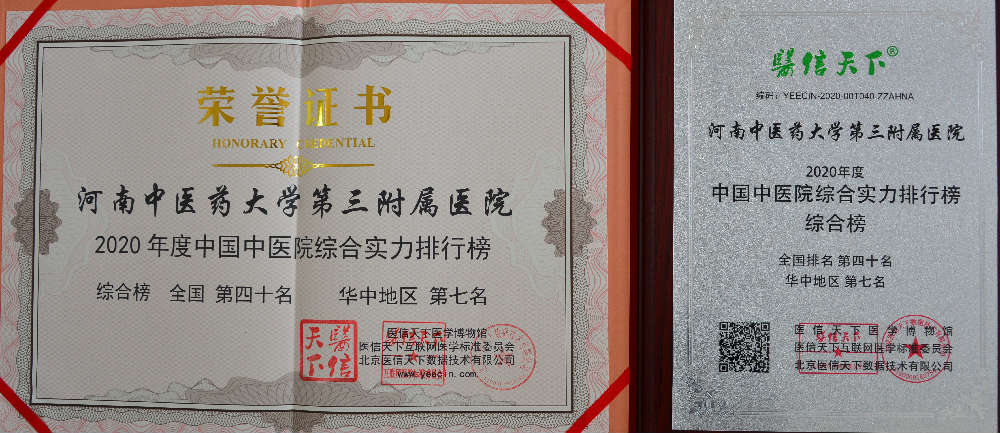 荣誉证书
HONORARY CREDENTIAL
河南中医药大学第三附属医院
2020 年度中国中医院综合实力排行榜
综合榜 全国 第四十名 华中地区 第七名
医信天下医学博物馆
医信天下互联网医学标准委员会
北京医信天下数据技术有限公司
www.yeecin.com
醫信天下
醫信天下®
编码: YEECIN-2020-001040-ZZAHNA
河南中医药大学第三附属医院
2020年度
中国中医院综合实力排行榜
综合榜
全国排名 第四十名
华中地区 第七名
医信天下医学博物馆
医信天下互联网医学标准委员会
北京医信天下数据技术有限公司